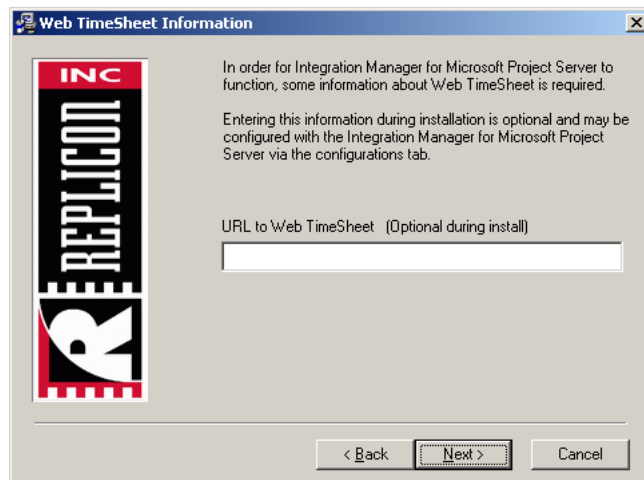 Web TimeSheet Information
INC
REPLICON
R
In order for Integration Manager for Microsoft Project Server to
function, some information about Web TimeSheet is required.
Entering this information during installation is optional and may be
configured with the Integration Manager for Microsoft Project
Server via the configurations tab.
URL to Web TimeSheet (Optional during install)
< Back
Next >
Cancel